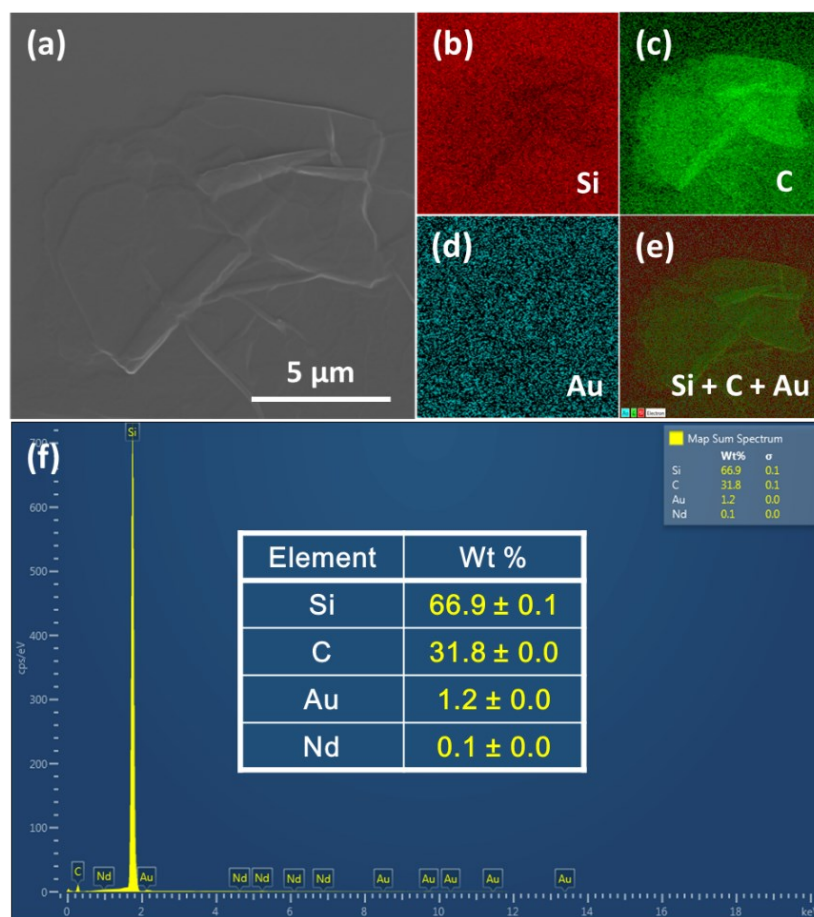 (a)
5 µm
(b)
Si
(c)
C
(d)
Au
(e)
Si + C + Au
Electron
(f)
Map Sum Spectrum
Wt% σ
Si 66.9 0.1
C 31.8 0.1
Au 1.2 0.0
Nd 0.1 0.0
Element Wt %
Si 66.9 ± 0.1
C 31.8 ± 0.0
Au 1.2 ± 0.0
Nd 0.1 ± 0.0
cps/eV
600
500
400
300
200
100
0
Si
C Nd Au Nd Nd Nd Nd Au Au Au Au Au
0 2 4 6 8 10 12 14 16 18